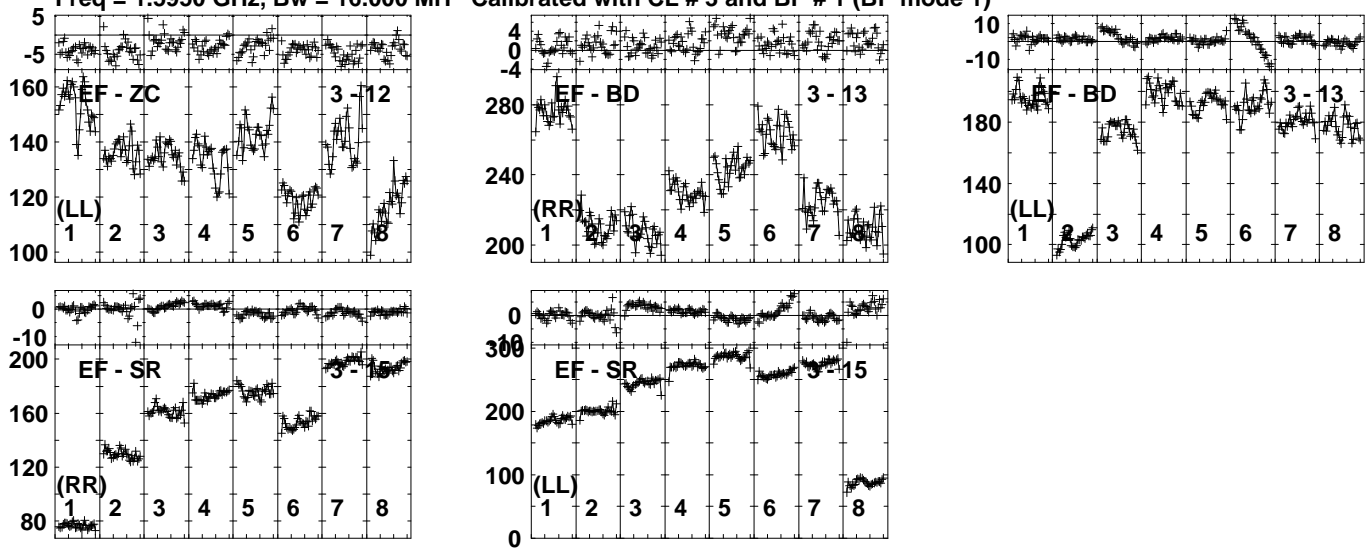 Freq = 1.5950 GHz, Bw = 16.000 MH Calibrated with CL # 3 and BP # 1 (BP mode 1)
5
-5
160
140
120
100
EF - ZC 3 - 12
(LL)
1 2 3 4 5 6 7 8
4
0
-4
280
240
200
EF - BD 3 - 13
(RR)
1 2 3 4 5 6 7 8
10
-10
180
140
100
EF - BD 3 - 13
(LL)
1 2 3 4 5 6 7 8
0
-10
200
160
120
80
EF - SR 3 - 15
(RR)
1 2 3 4 5 6 7 8
0
-10
300
200
100
0
EF - SR 3 - 15
(LL)
1 2 3 4 5 6 7 8